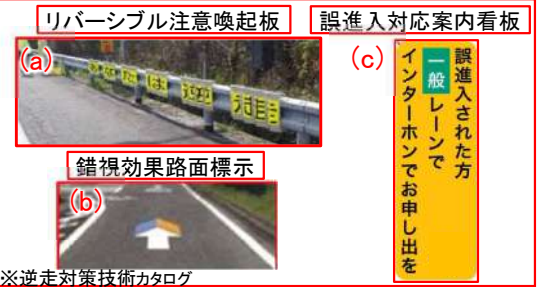 リバーシブル注意喚起板
誤進入対応案内看板
(a)
(c)
誤進入された方
一般 レーンで
インターホンでお申し出を
錯視効果路面標示
(b)
※逆走対策技術カタログ